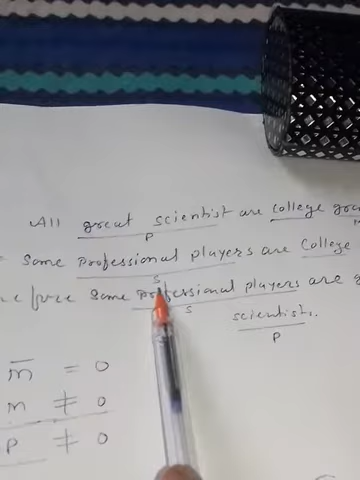 All great scientist are college
P
Some Professional players are College
S
Some Professional players are
S
scientists.
P
m̅ = 0
m ≠ 0
P ≠ 0